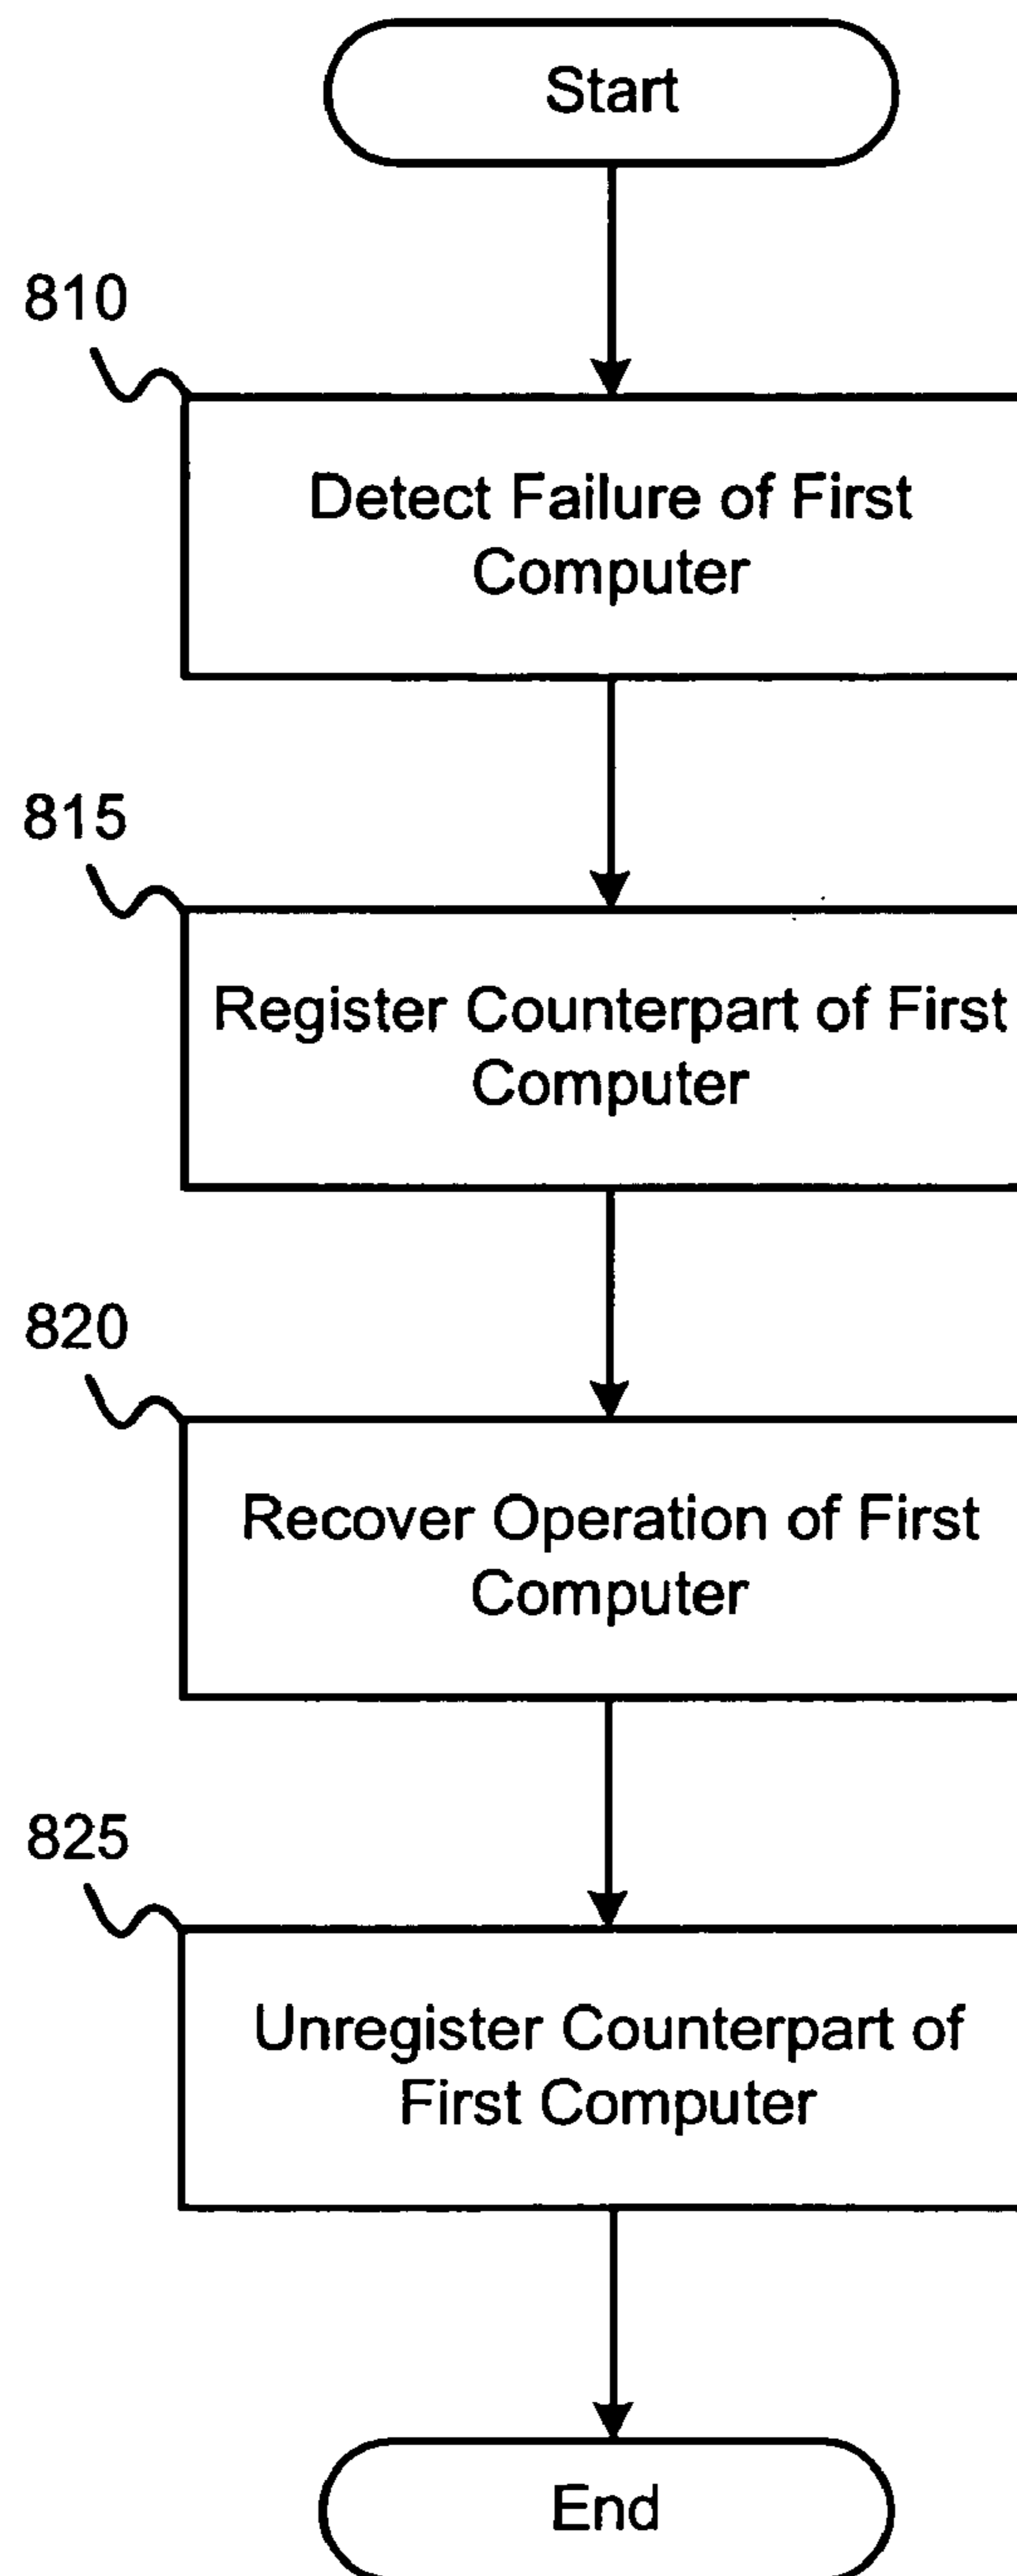 Start
810
Detect Failure of First
Computer
815
Register Counterpart of First
Computer
820
Recover Operation of First
Computer
825
Unregister Counterpart of
First Computer
End